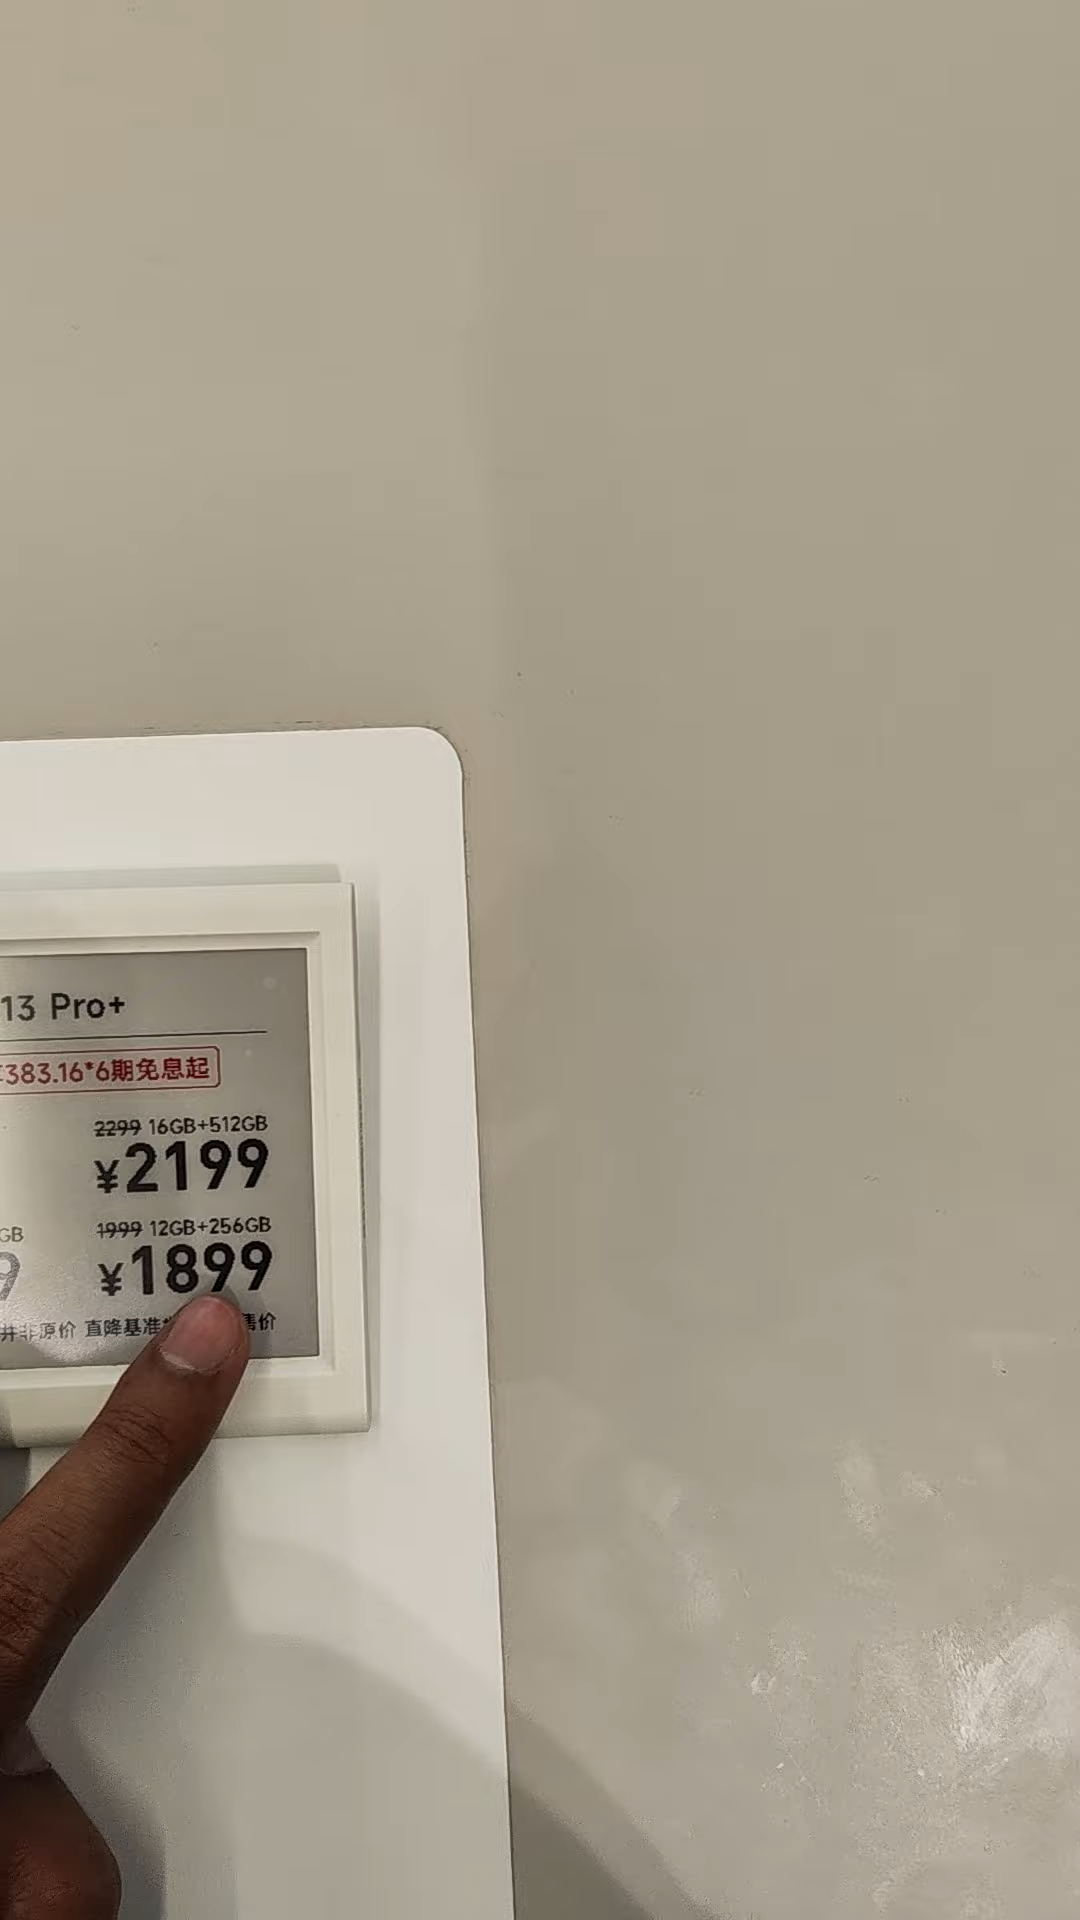 13 Pro+
¥383.16*6期免息起
2299 16GB+512GB
¥2199
GB
1999 12GB+256GB
9
¥1899
并非原价 直降基准 售价